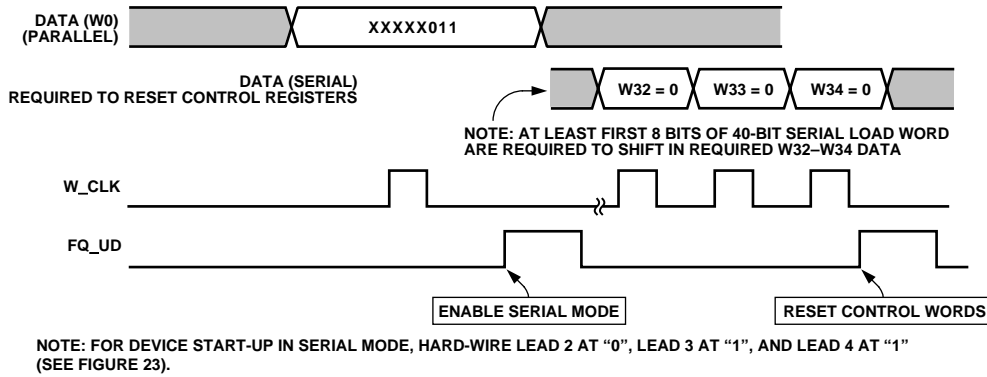 DATA (W0)
(PARALLEL)
XXXXX011
DATA (SERIAL)
REQUIRED TO RESET CONTROL REGISTERS
W32 = 0
W33 = 0
W34 = 0
NOTE: AT LEAST FIRST 8 BITS OF 40-BIT SERIAL LOAD WORD
ARE REQUIRED TO SHIFT IN REQUIRED W32–W34 DATA
W_CLK
FQ_UD
ENABLE SERIAL MODE
RESET CONTROL WORDS
NOTE: FOR DEVICE START-UP IN SERIAL MODE, HARD-WIRE LEAD 2 AT “0”, LEAD 3 AT “1”, AND LEAD 4 AT “1”
(SEE FIGURE 23).